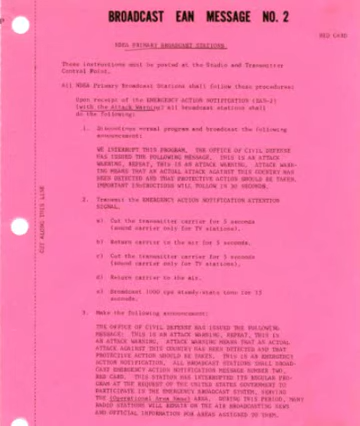 BROADCAST EAN MESSAGE NO. 2
RED CARD
NDEA PRIMARY BROADCAST STATIONS
These instructions must be posted at the Studio and Transmitter
Control Point.
All NDEA Primary Broadcast Stations shall follow these procedures:
Upon receipt of the EMERGENCY ACTION NOTIFICATION (EAN-2)
(with the Attack Warning) all broadcast stations shall
do the following:
1. Discontinue normal program and broadcast the following
announcement:
WE INTERRUPT THIS PROGRAM. THE OFFICE OF CIVIL DEFENSE
HAS ISSUED THE FOLLOWING MESSAGE. THIS IS AN ATTACK
WARNING, REPEAT, THIS IS AN ATTACK WARNING. ATTACK WARN-
ING MEANS THAT AN ACTUAL ATTACK AGAINST THIS COUNTRY HAS
BEEN DETECTED AND THAT PROTECTIVE ACTION SHOULD BE TAKEN.
IMPORTANT INSTRUCTIONS WILL FOLLOW IN 30 SECONDS.
2. Transmit the EMERGENCY ACTION NOTIFICATION ATTENTION
SIGNAL.
a) Cut the transmitter carrier for 5 seconds
(sound carrier only for TV stations).
b) Return carrier to the air for 5 seconds.
c) Cut the transmitter carrier for 5 seconds
(sound carrier only for TV stations).
d) Return carrier to the air.
e) Broadcast 1000 cps steady-state tone for 15
seconds.
3. Make the following announcement:
THE OFFICE OF CIVIL DEFENSE HAS ISSUED THE FOLLOWING
MESSAGE: THIS IS AN ATTACK WARNING, REPEAT, THIS IS
AN ATTACK WARNING. ATTACK WARNING MEANS THAT AN ACTUAL
ATTACK AGAINST THIS COUNTRY HAS BEEN DETECTED AND THAT
PROTECTIVE ACTION SHOULD BE TAKEN. THIS IS AN EMERGENCY
ACTION NOTIFICATION. ALL BROADCAST STATIONS SHALL BROAD-
CAST EMERGENCY ACTION NOTIFICATION MESSAGE NUMBER TWO,
RED CARD. THIS STATION HAS INTERRUPTED ITS REGULAR PRO-
GRAM AT THE REQUEST OF THE UNITED STATES GOVERNMENT TO
PARTICIPATE IN THE EMERGENCY BROADCAST SYSTEM, SERVING
THE (Operational Area Name) AREA. DURING THIS PERIOD, MANY
RADIO STATIONS WILL REMAIN ON THE AIR BROADCASTING NEWS
AND OFFICIAL INFORMATION FOR AREAS ASSIGNED TO THEM.
CUT ALONG THIS LINE